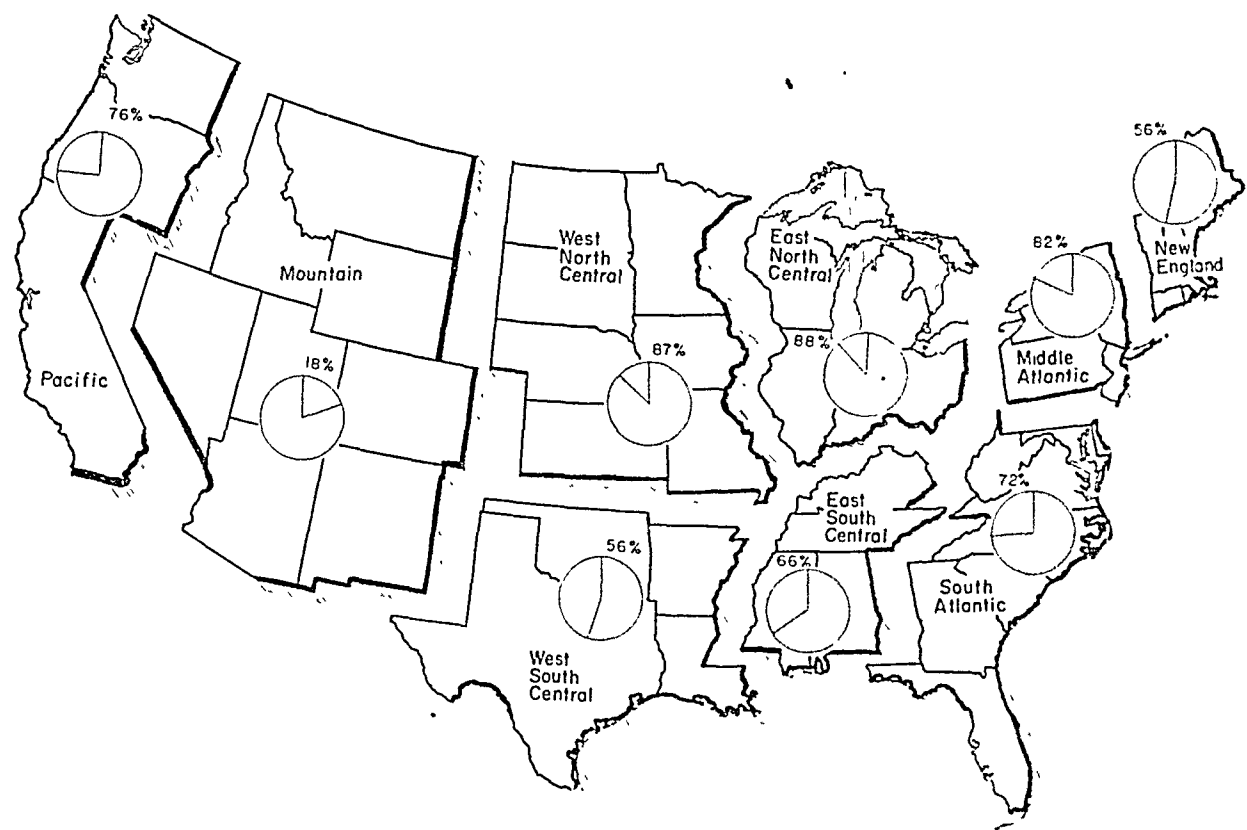 76%
Pacific
Mountain
18%
West
North
Central
87%
East
North
Central
88%
56%
New
England
82%
Middle
Atlantic
72%
South
Atlantic
East
South
Central
66%
56%
West
South
Central